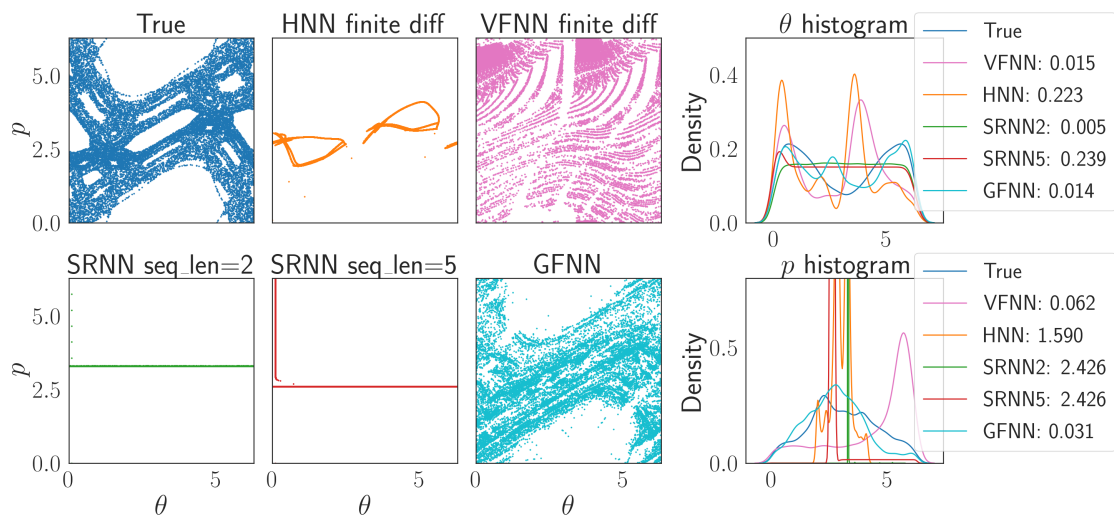 True
HNN finite diff
VFNN finite diff
θ histogram
5.0
2.5
0.0
p
0.4
0.2
0.0
Density
0
5
True
VFNN: 0.015
HNN: 0.223
SRNN2: 0.005
SRNN5: 0.239
GFNN: 0.014
SRNN seq_len=2
SRNN seq_len=5
GFNN
p histogram
5.0
2.5
0.0
p
0
5
θ
0
5
θ
0
5
θ
0.5
0.0
Density
0
5
True
VFNN: 0.062
HNN: 1.590
SRNN2: 2.426
SRNN5: 2.426
GFNN: 0.031